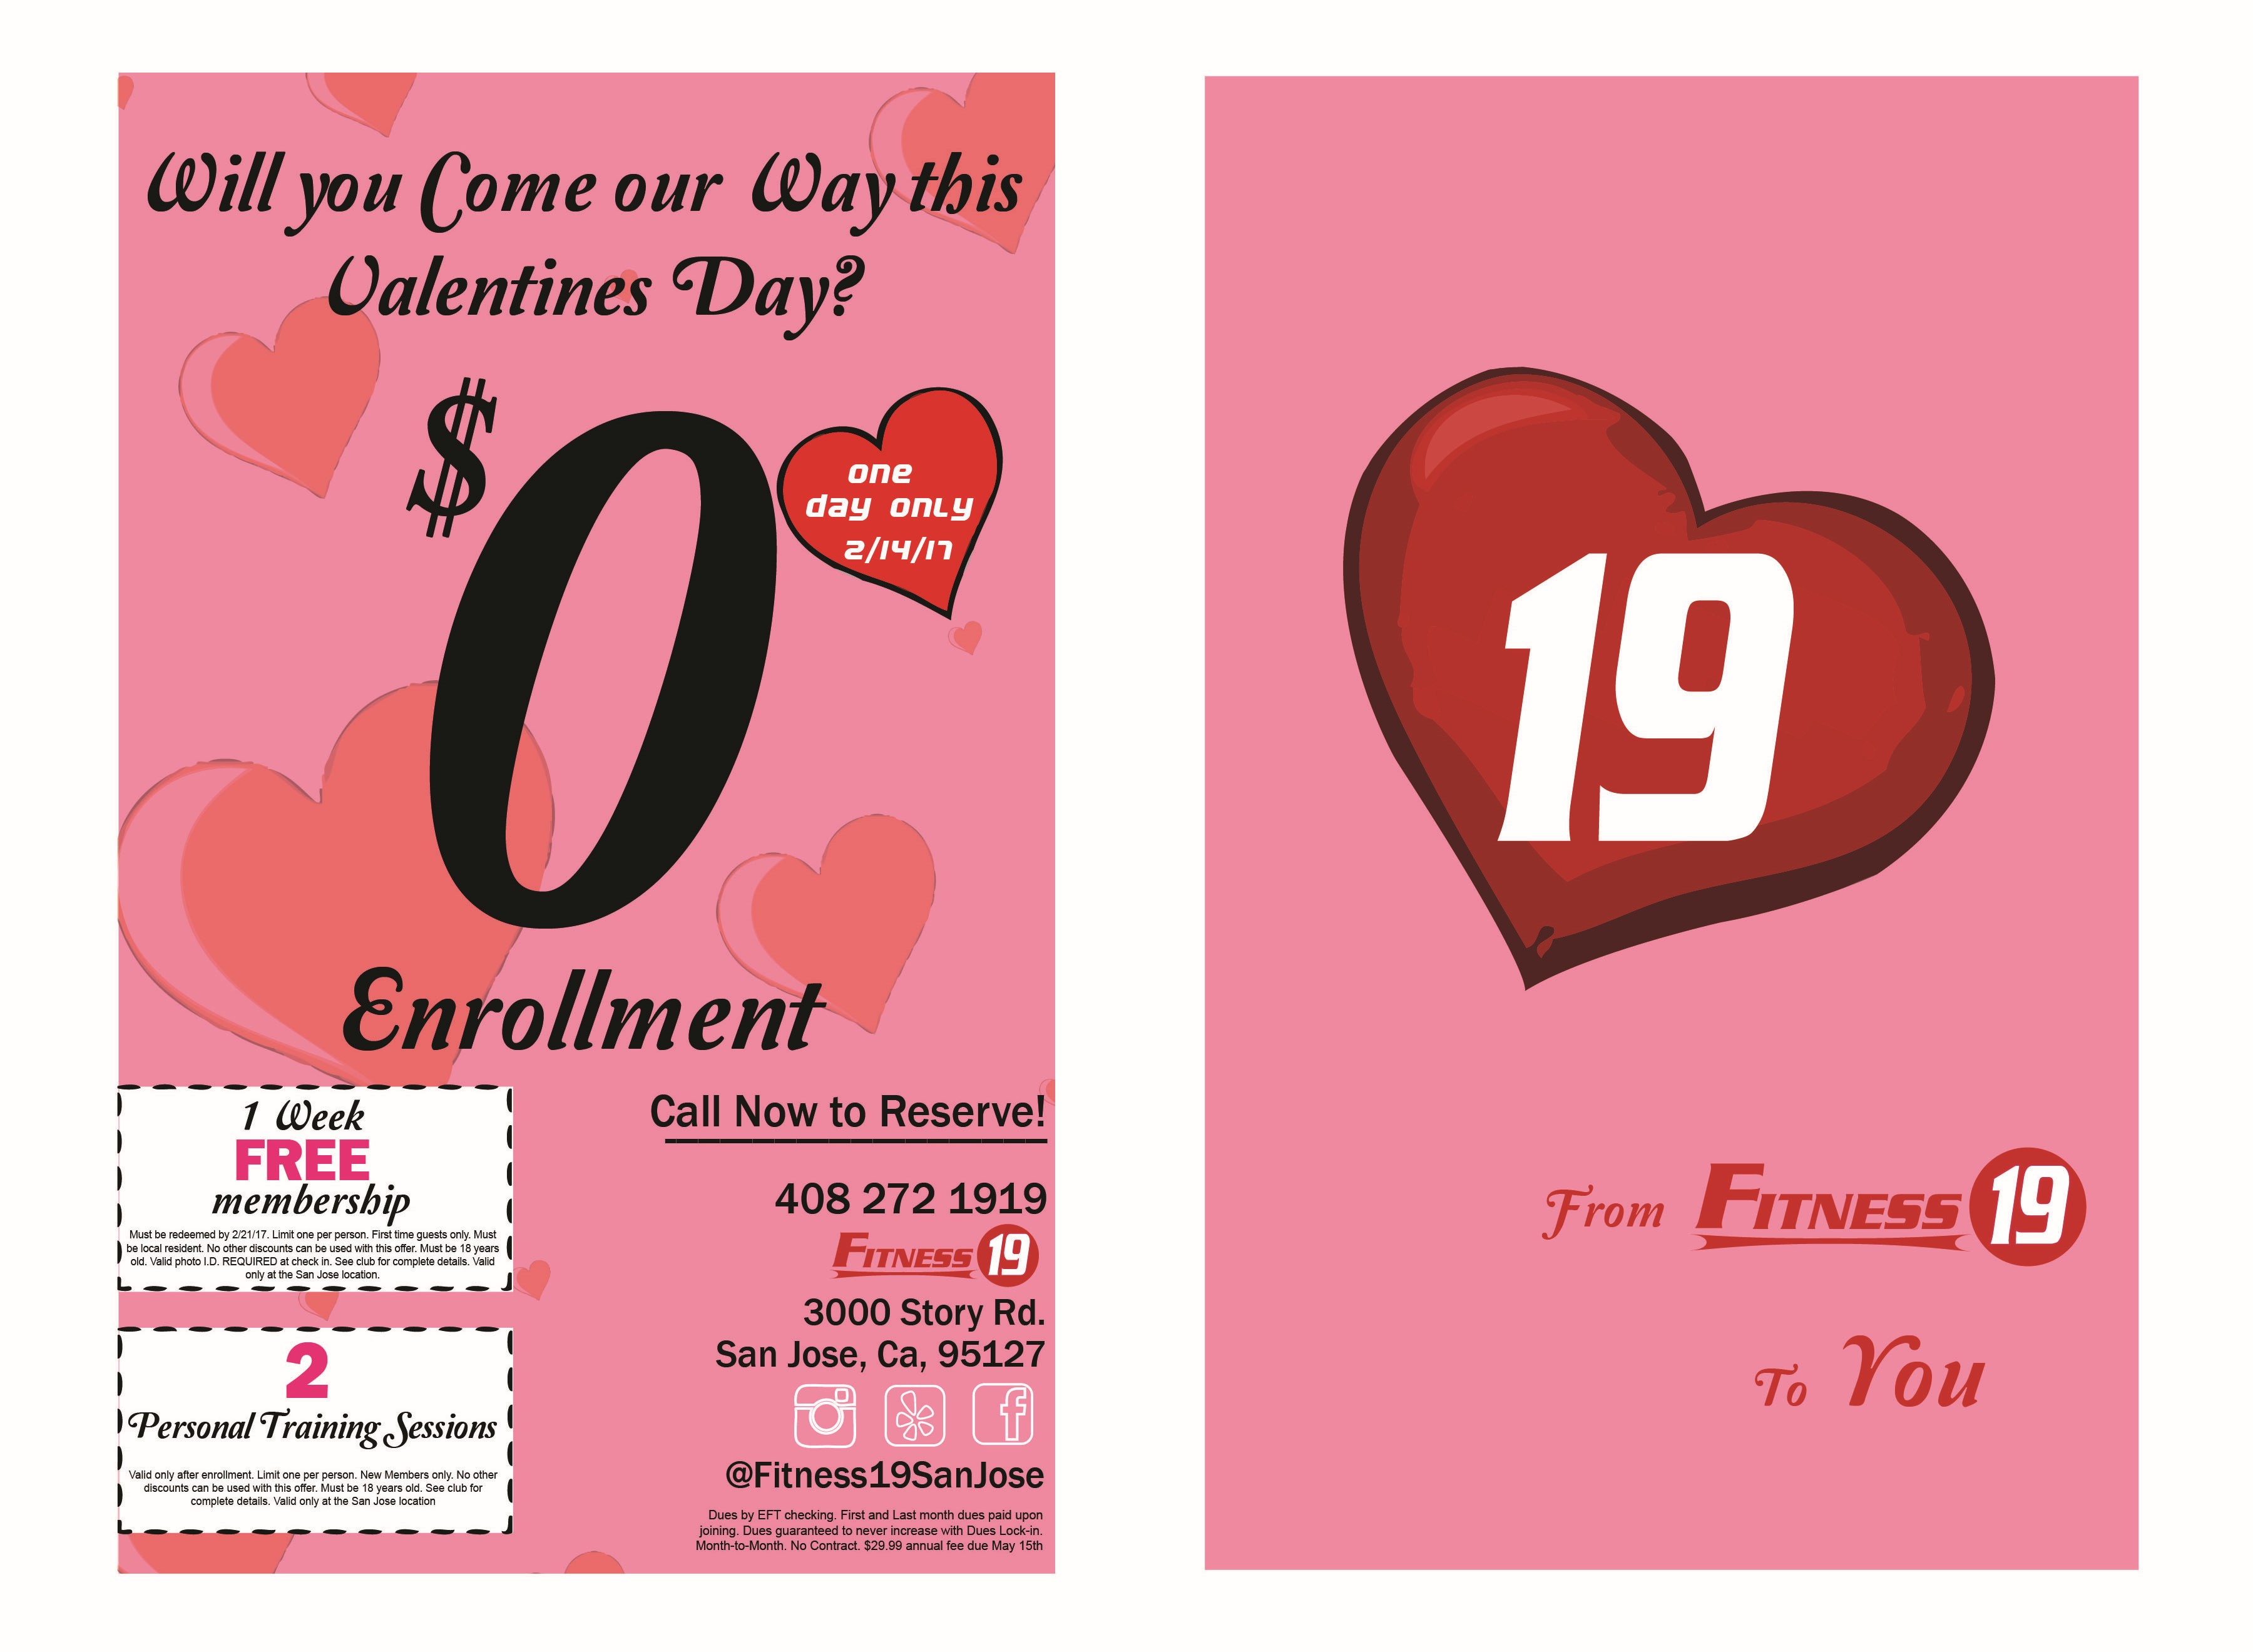 Will you Come our Way this
Valentines Day?
$0
one
day only
2/14/17
Enrollment
1 Week
FREE
membership
Must be redeemed by 2/21/17. Limit one per person. First time guests only. Must
be local resident. No other discounts can be used with this offer. Must be 18 years
old. Valid photo I.D. REQUIRED at check in. See club for complete details. Valid
only at the San Jose location.
2
Personal Training Sessions
Valid only after enrollment. Limit one per person. New Members only. No other
discounts can be used with this offer. Must be 18 years old. See club for
complete details. Valid only at the San Jose location
Call Now to Reserve!
408 272 1919
FITNESS 19
3000 Story Rd.
San Jose, Ca, 95127
@Fitness19SanJose
Dues by EFT checking. First and Last month dues paid upon
joining. Dues guaranteed to never increase with Dues Lock-in.
Month-to-Month. No Contract. $29.99 annual fee due May 15th
19
From FITNESS 19
To You